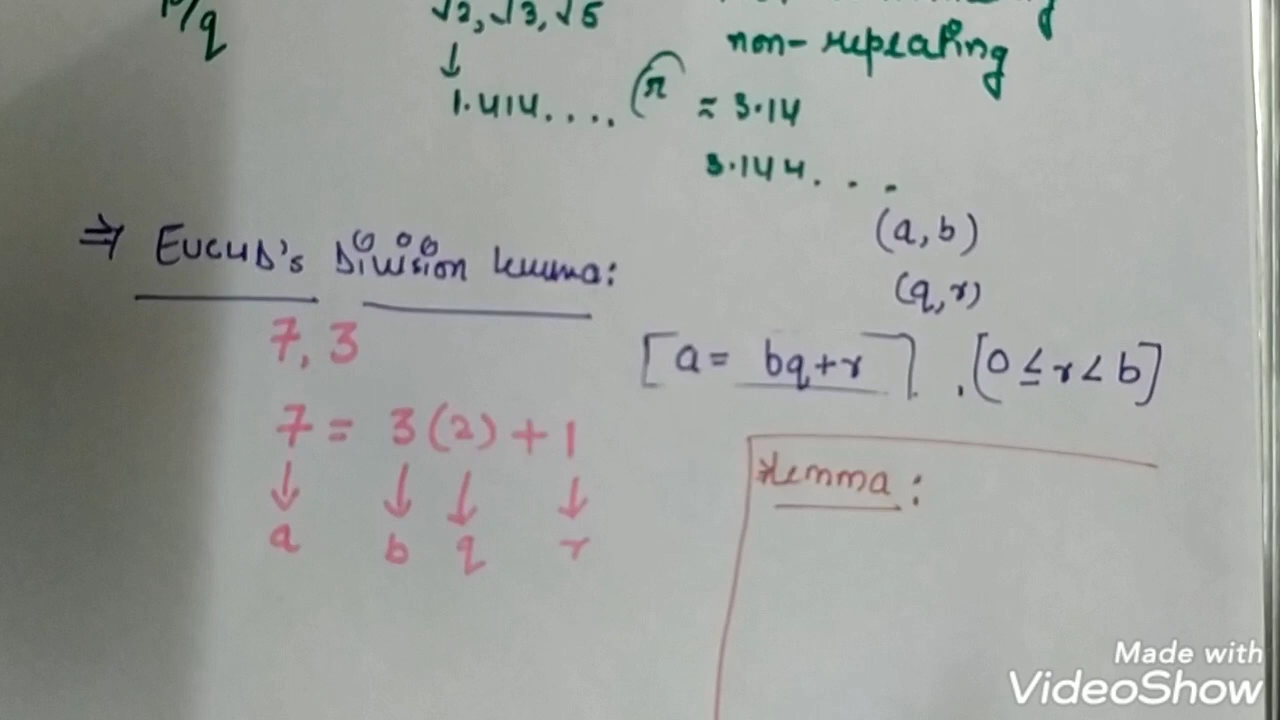 p/q
√2, √3, √5
non-repeating
↓
1.414.... π ≈ 3.14
3.144...
(a, b)
⇒ Euclid's Division lemma:
(q, r)
7, 3
[a = bq+r] , [0 ≤ r < b]
7 = 3(2) + 1
↓ ↓ ↓ ↓
a b q r
*Lemma:
Made with
VideoShow